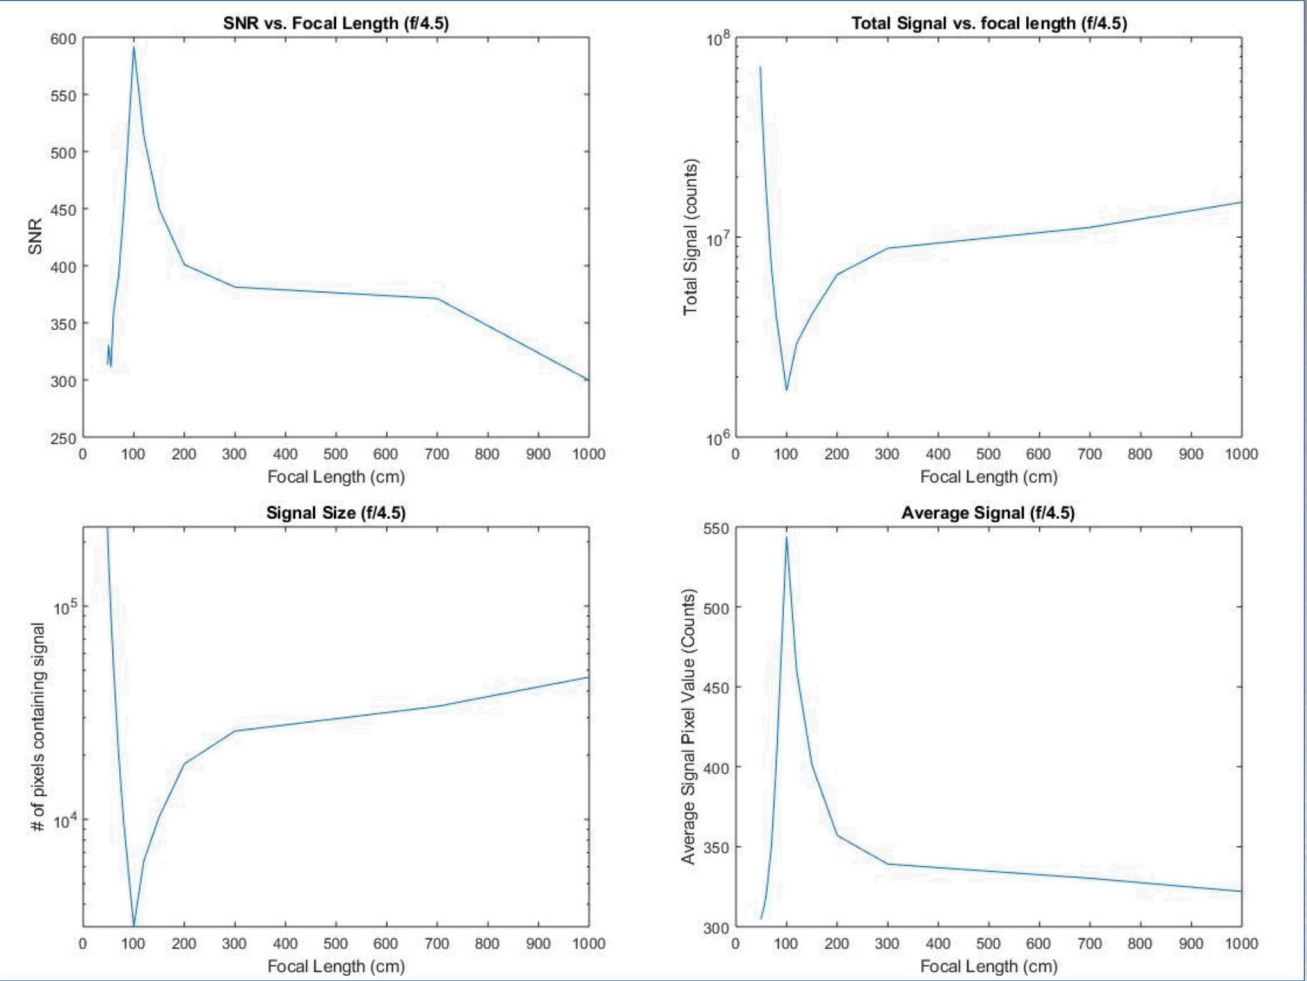 SNR vs. Focal Length (f/4.5)
600
550
500
450
400
350
300
250
SNR
0 100 200 300 400 500 600 700 800 900 1000
Focal Length (cm)
Total Signal vs. focal length (f/4.5)
10^8
10^7
10^6
Total Signal (counts)
0 100 200 300 400 500 600 700 800 900 1000
Focal Length (cm)
Signal Size (f/4.5)
10^5
10^4
# of pixels containing signal
0 100 200 300 400 500 600 700 800 900 1000
Focal Length (cm)
Average Signal (f/4.5)
550
500
450
400
350
300
Average Signal Pixel Value (Counts)
0 100 200 300 400 500 600 700 800 900 1000
Focal Length (cm)